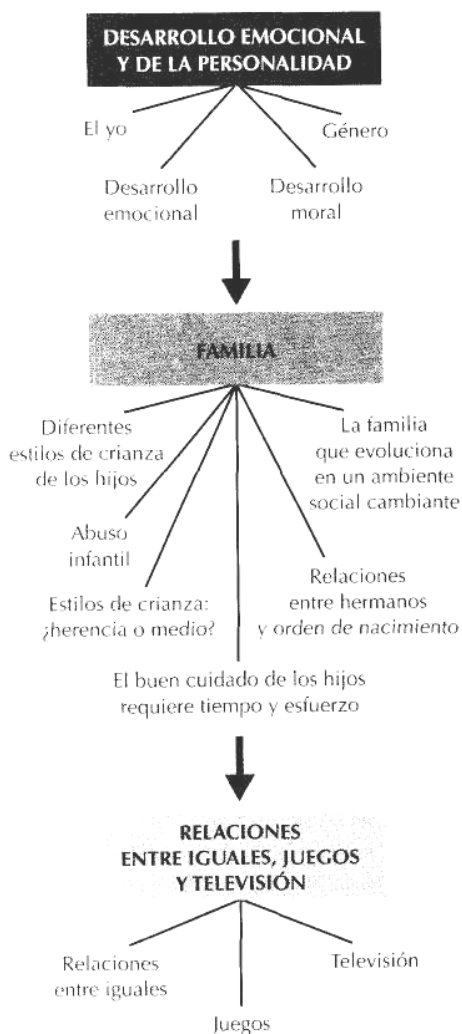 DESARROLLO EMOCIONAL
Y DE LA PERSONALIDAD
El yo
Género
Desarrollo
emocional
Desarrollo
moral
FAMILIA
Diferentes
estilos de crianza
de los hijos
La familia
que evoluciona
en un ambiente
social cambiante
Abuso
infantil
Estilos de crianza:
¿herencia o medio?
Relaciones
entre hermanos
y orden de nacimiento
El buen cuidado de los hijos
requiere tiempo y esfuerzo
RELACIONES
ENTRE IGUALES, JUEGOS
Y TELEVISIÓN
Relaciones
entre iguales
Televisión
Juegos